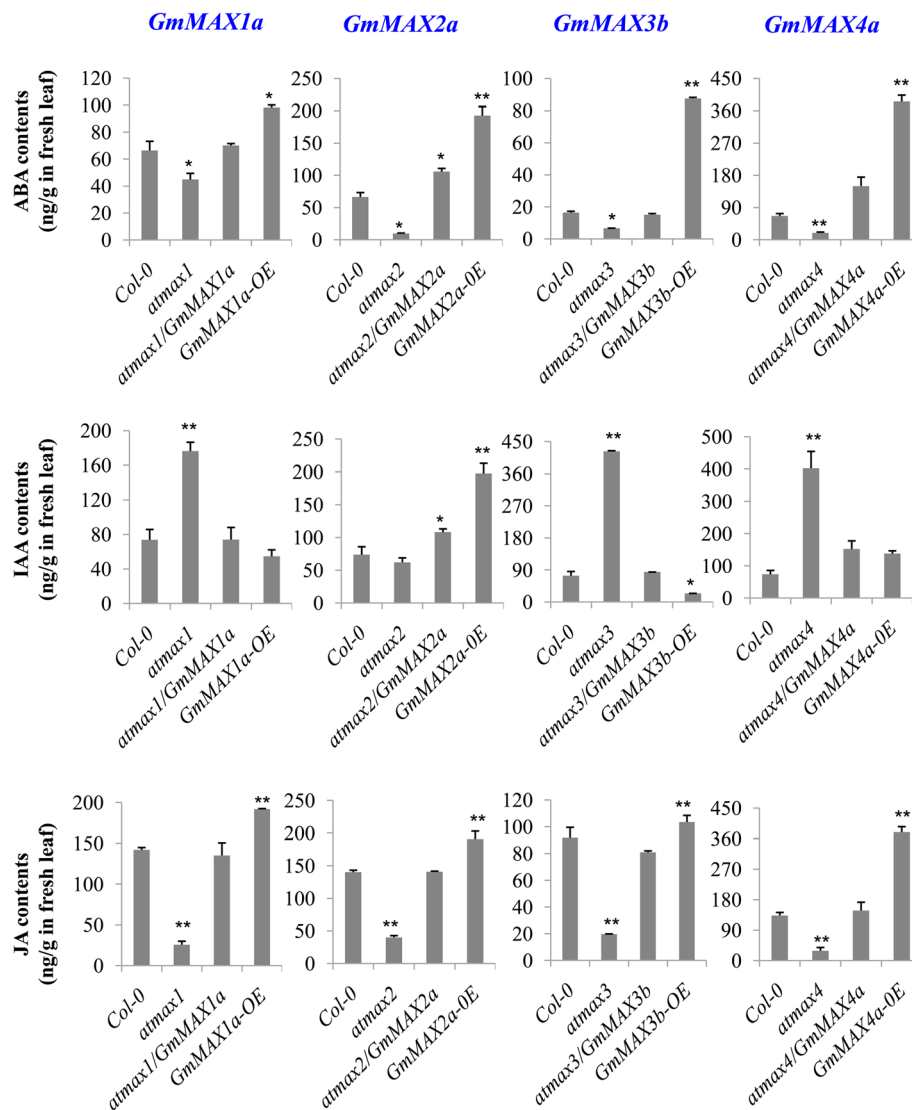 GmMAX1a GmMAX2a GmMAX3b GmMAX4a
ABA contents
(ng/g in fresh leaf)
120
100
80
60
40
20
0
*
*
Col-0
atmax1
atmax1/GmMAX1a
GmMAX1a-OE
250
200
150
100
50
0
*
*
**
Col-0
atmax2
atmax2/GmMAX2a
GmMAX2a-0E
100
80
60
40
20
0
*
**
Col-0
atmax3
atmax3/GmMAX3b
GmMAX3b-OE
450
360
270
180
90
0
**
**
Col-0
atmax4
atmax4/GmMAX4a
GmMAX4a-0E
IAA contents
(ng/g in fresh leaf)
200
160
120
80
40
0
**
Col-0
atmax1
atmax1/GmMAX1a
GmMAX1a-OE
250
200
150
100
50
0
*
**
Col-0
atmax2
atmax2/GmMAX2a
GmMAX2a-0E
450
360
270
180
90
0
**
*
Col-0
atmax3
atmax3/GmMAX3b
GmMAX3b-OE
500
400
300
200
100
0
**
Col-0
atmax4
atmax4/GmMAX4a
GmMAX4a-0E
JA contents
(ng/g in fresh leaf)
200
150
100
50
0
**
**
Col-0
atmax1
atmax1/GmMAX1a
GmMAX1a-OE
250
200
150
100
50
0
**
**
Col-0
atmax2
atmax2/GmMAX2a
GmMAX2a-0E
120
100
80
60
40
20
0
**
**
Col-0
atmax3
atmax3/GmMAX3b
GmMAX3b-OE
450
360
270
180
90
0
**
**
Col-0
atmax4
atmax4/GmMAX4a
GmMAX4a-0E